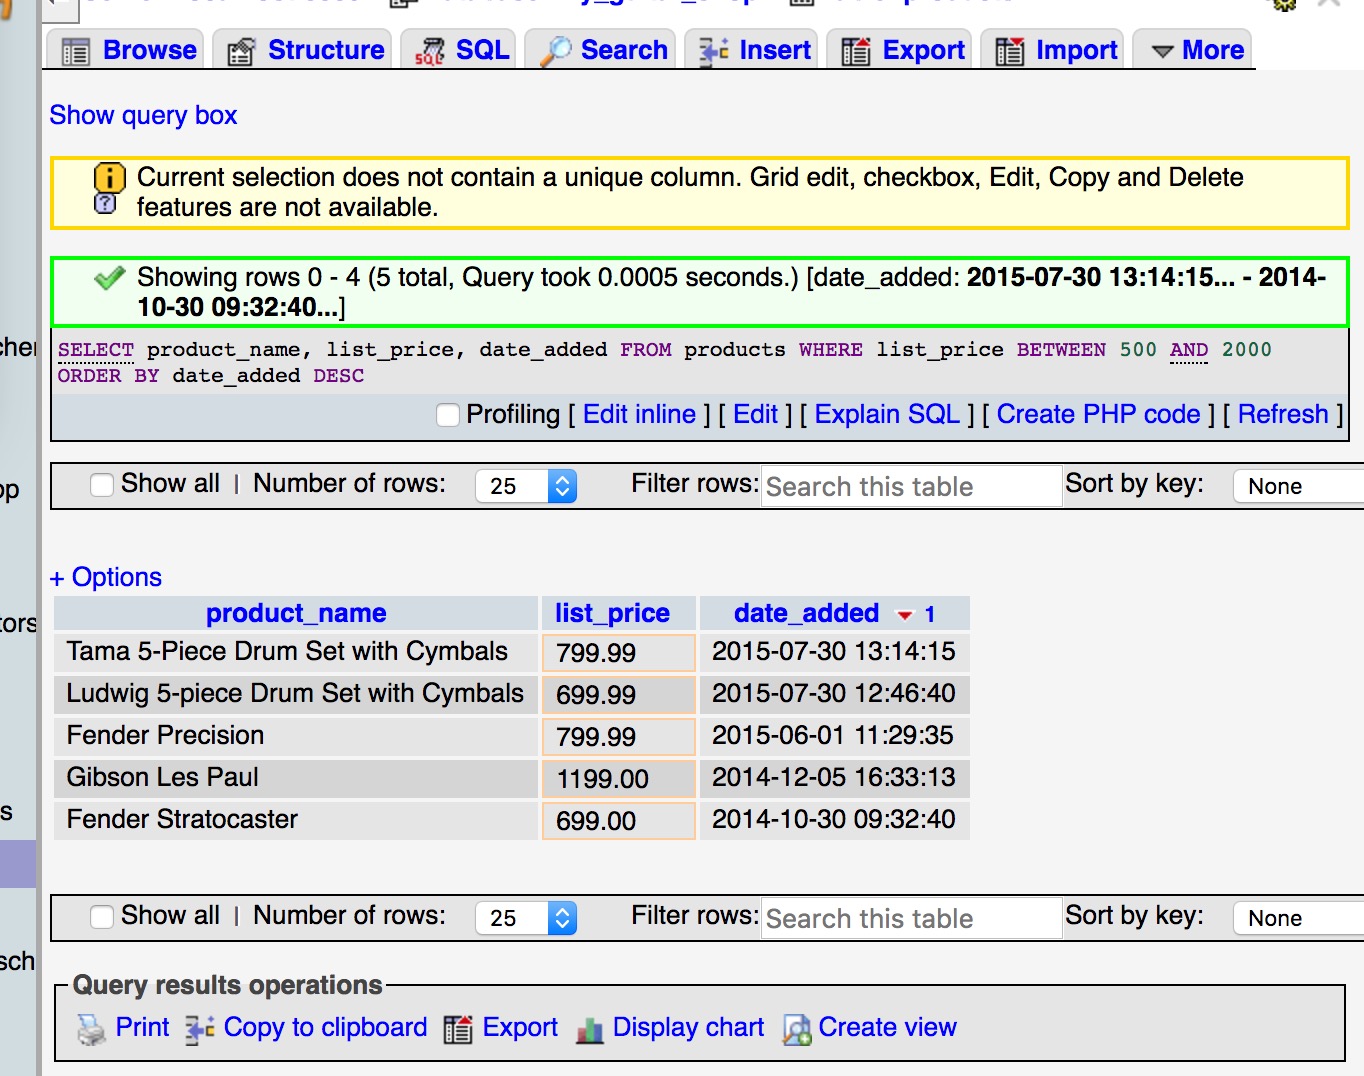 Browse Structure SQL Search Insert Export Import More
Show query box
Current selection does not contain a unique column. Grid edit, checkbox, Edit, Copy and Delete
features are not available.
Showing rows 0 - 4 (5 total, Query took 0.0005 seconds.) [date_added: 2015-07-30 13:14:15... - 2014-
10-30 09:32:40...]
SELECT product_name, list_price, date_added FROM products WHERE list_price BETWEEN 500 AND 2000
ORDER BY date_added DESC
Profiling [ Edit inline ] [ Edit ] [ Explain SQL ] [ Create PHP code ] [ Refresh ]
Show all | Number of rows: 25 Filter rows: Search this table Sort by key: None
+ Options
product_name list_price date_added 1
Tama 5-Piece Drum Set with Cymbals 799.99 2015-07-30 13:14:15
Ludwig 5-piece Drum Set with Cymbals 699.99 2015-07-30 12:46:40
Fender Precision 799.99 2015-06-01 11:29:35
Gibson Les Paul 1199.00 2014-12-05 16:33:13
Fender Stratocaster 699.00 2014-10-30 09:32:40
Show all | Number of rows: 25 Filter rows: Search this table Sort by key: None
Query results operations
Print Copy to clipboard Export Display chart Create view